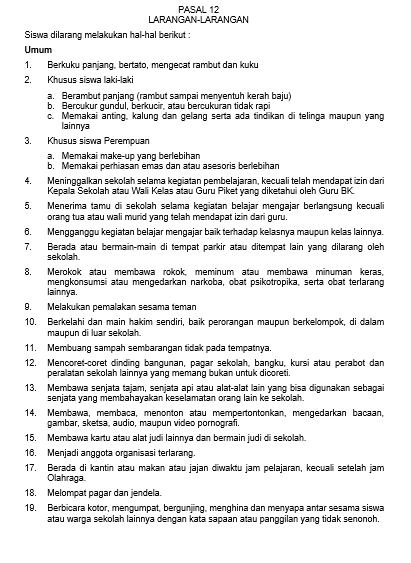 PASAL 12
LARANGAN-LARANGAN
Siswa dilarang melakukan hal-hal berikut :
Umum
1. Berkuku panjang, bertato, mengecat rambut dan kuku
2. Khusus siswa laki-laki
a. Berambut panjang (rambut sampai menyentuh kerah baju)
b. Bercukur gundul, berkucir, atau bercukuran tidak rapi
c. Memakai anting, kalung dan gelang serta ada tindikan di telinga maupun yang
lainnya
3. Khusus siswa Perempuan
a. Memakai make-up yang berlebihan
b. Memakai perhiasan emas dan atau asesoris berlebihan
4. Meninggalkan sekolah selama kegiatan pembelajaran, kecuali telah mendapat izin dari
Kepala Sekolah atau Wali Kelas atau Guru Piket yang diketahui oleh Guru BK.
5. Menerima tamu di sekolah selama kegiatan belajar mengajar berlangsung kecuali
orang tua atau wali murid yang telah mendapat izin dari guru.
6. Mengganggu kegiatan belajar mengajar baik terhadap kelasnya maupun kelas lainnya.
7. Berada atau bermain-main di tempat parkir atau ditempat lain yang dilarang oleh
sekolah.
8. Merokok atau membawa rokok, meminum atau membawa minuman keras,
mengkonsumsi atau mengedarkan narkoba, obat psikotropika, serta obat terlarang
lainnya.
9. Melakukan pemalakan sesama teman
10. Berkelahi dan main hakim sendiri, baik perorangan maupun berkelompok, di dalam
maupun di luar sekolah.
11. Membuang sampah sembarangan tidak pada tempatnya.
12. Mencoret-coret dinding bangunan, pagar sekolah, bangku, kursi atau perabot dan
peralatan sekolah lainnya yang memang bukan untuk dicoreti.
13. Membawa senjata tajam, senjata api atau alat-alat lain yang bisa digunakan sebagai
senjata yang membahayakan keselamatan orang lain ke sekolah.
14. Membawa, membaca, menonton atau mempertontonkan, mengedarkan bacaan,
gambar, sketsa, audio, maupun video pornografi.
15. Membawa kartu atau alat judi lainnya dan bermain judi di sekolah.
16. Menjadi anggota organisasi terlarang.
17. Berada di kantin atau makan atau jajan diwaktu jam pelajaran, kecuali setelah jam
Olahraga.
18. Melompat pagar dan jendela.
19. Berbicara kotor, mengumpat, bergunjing, menghina dan menyapa antar sesama siswa
atau warga sekolah lainnya dengan kata sapaan atau panggilan yang tidak senonoh.